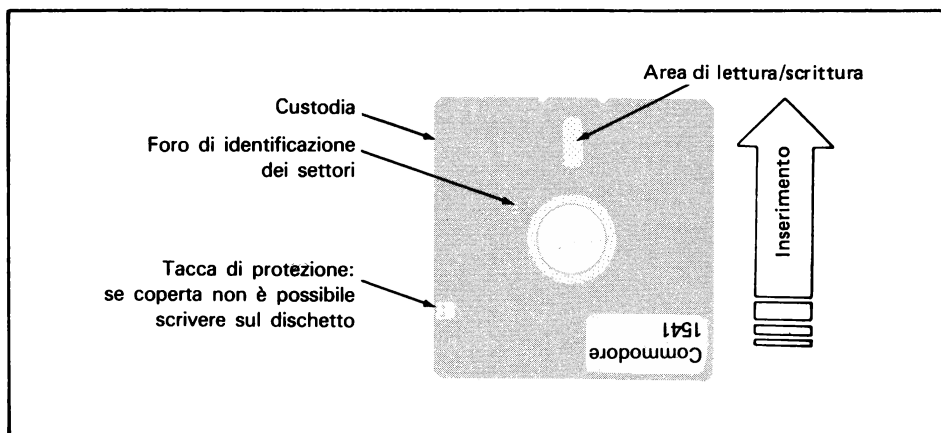 Area di lettura/scrittura
Custodia
Foro di identificazione
dei settori
Inserimento
Tacca di protezione:
se coperta non è possibile
scrivere sul dischetto
Commodore
1541